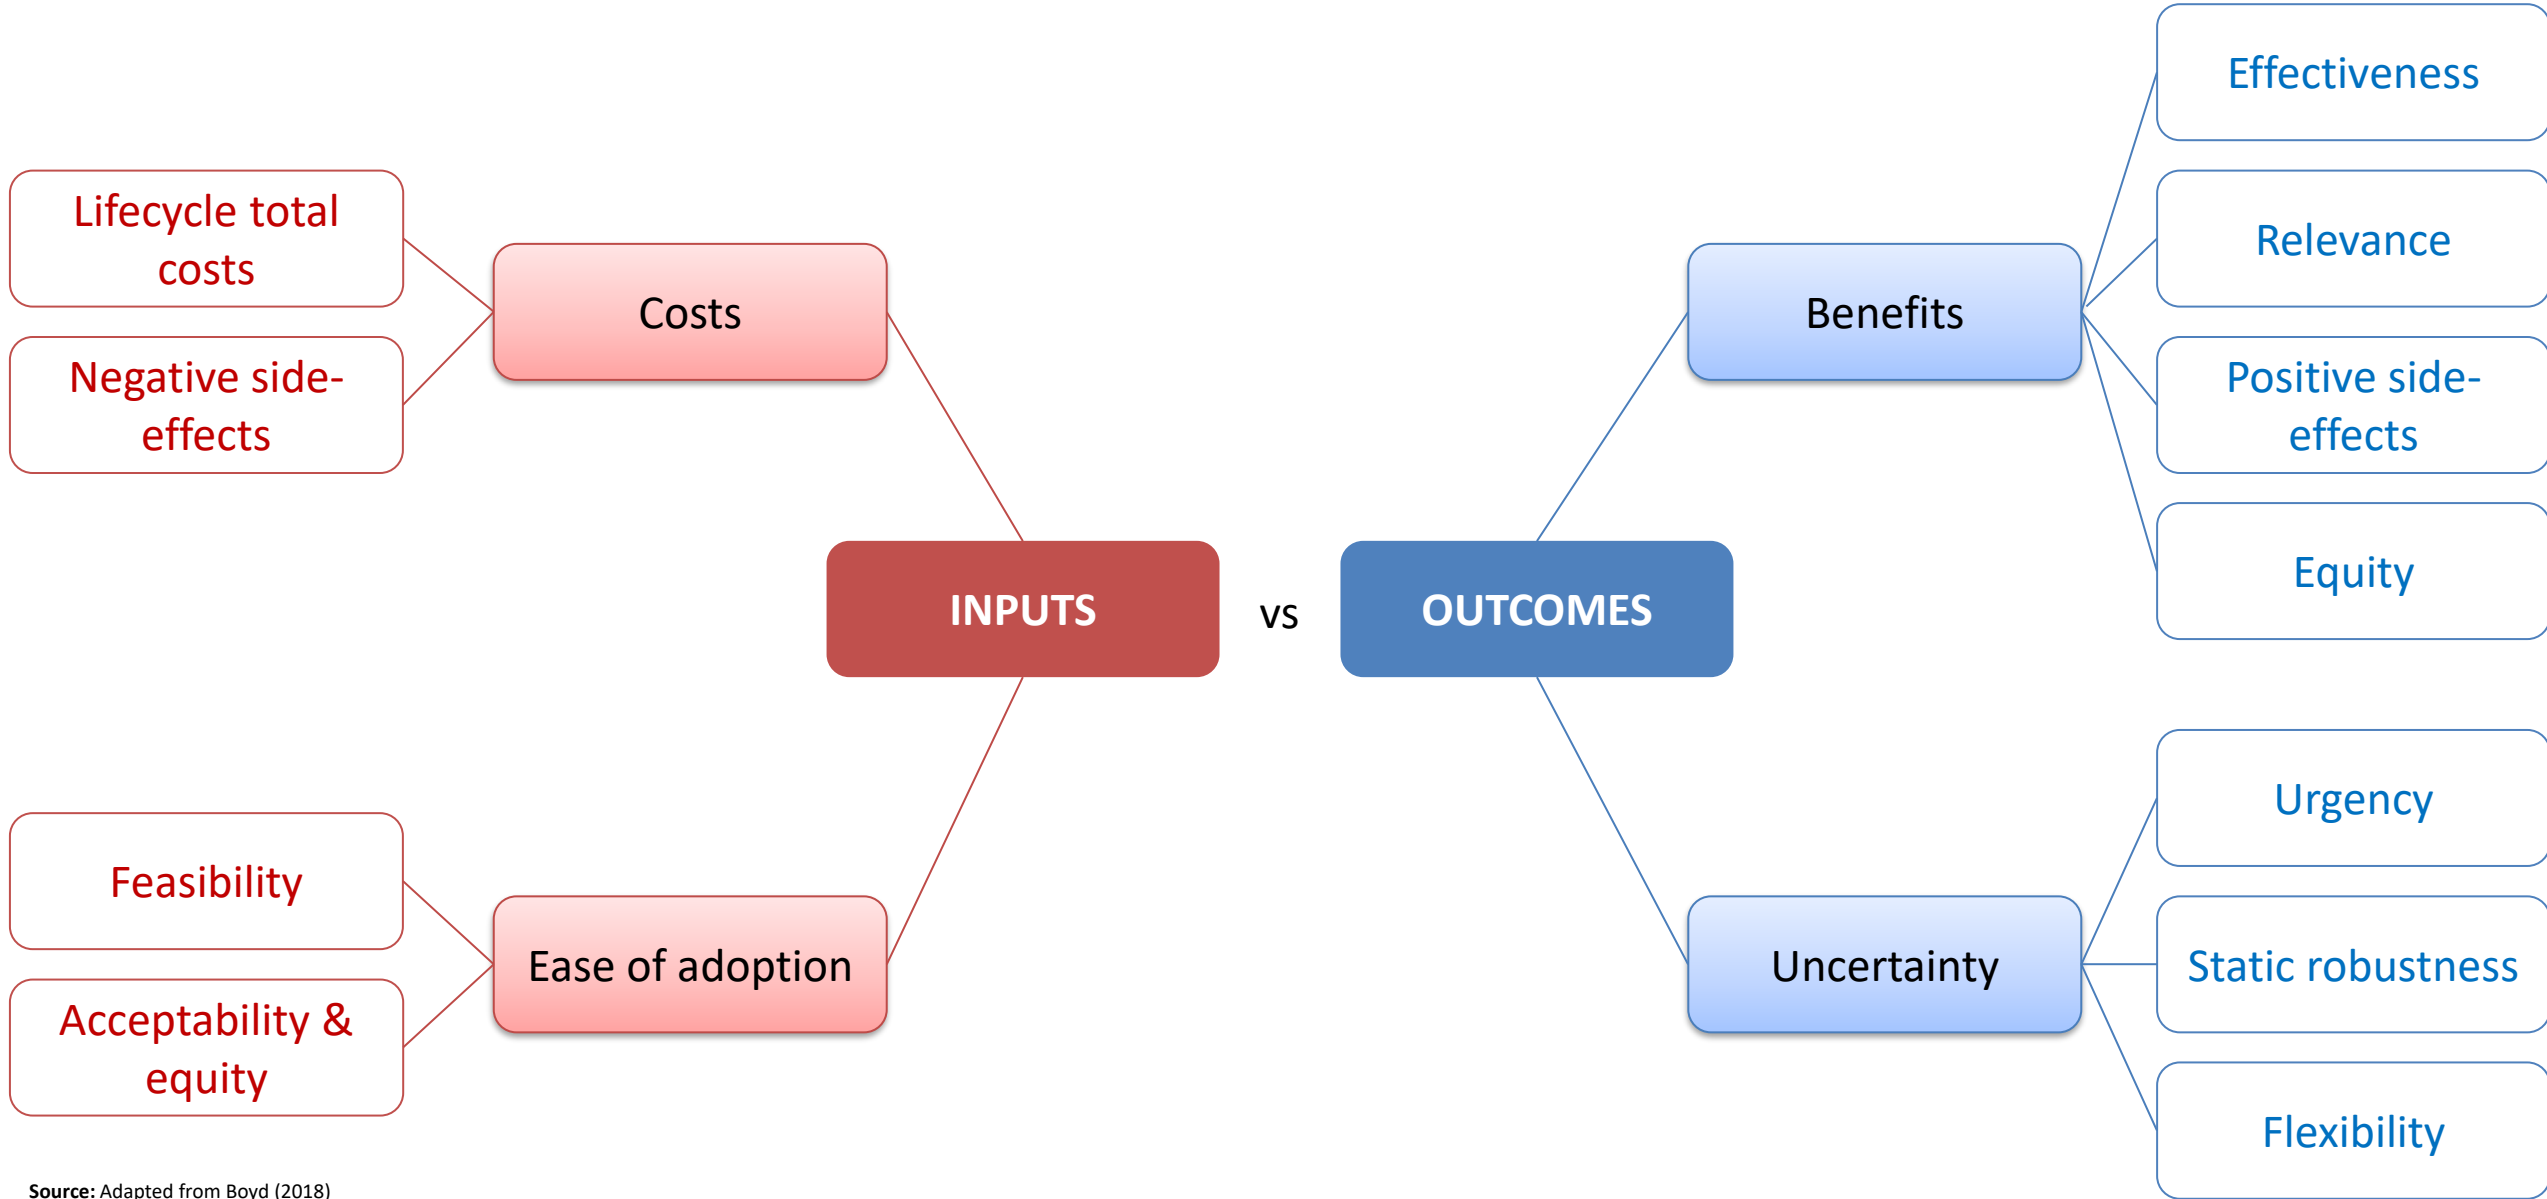 Lifecycle total
costs
Negative side-
effects
Costs
Feasibility
Acceptability &
equity
Ease of adoption
INPUTS
vs
OUTCOMES
Benefits
Effectiveness
Relevance
Positive side-
effects
Equity
Uncertainty
Urgency
Static robustness
Flexibility
Source: Adapted from Boyd (2018)